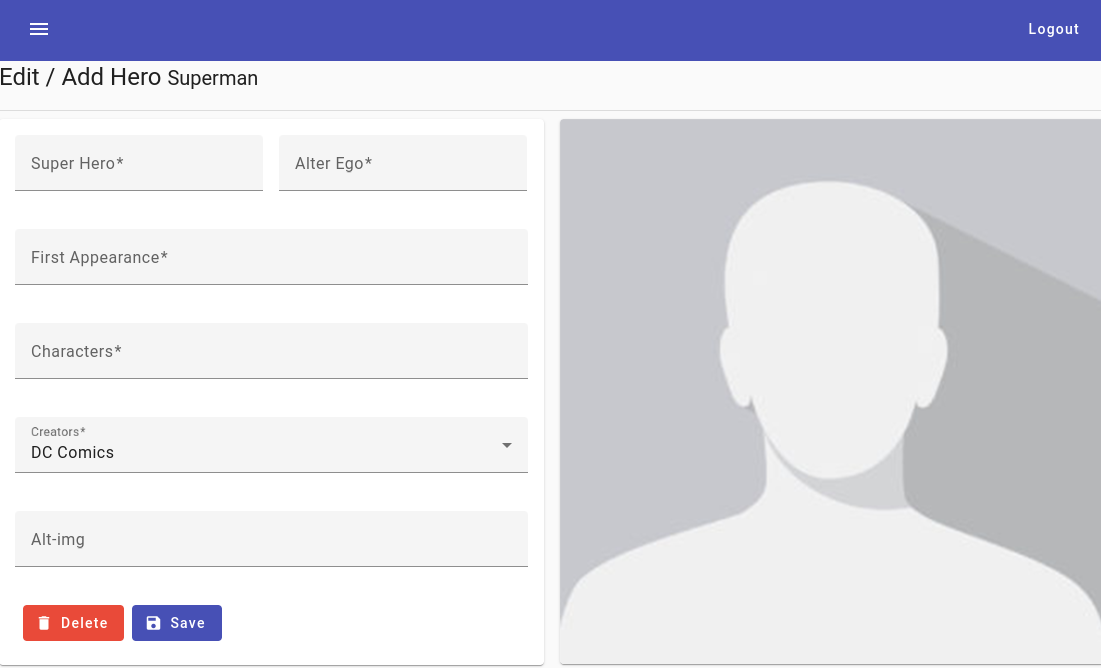 Logout
Edit / Add Hero Superman
Super Hero* Alter Ego*
First Appearance*
Characters*
Creators*
DC Comics
Alt-img
Delete Save